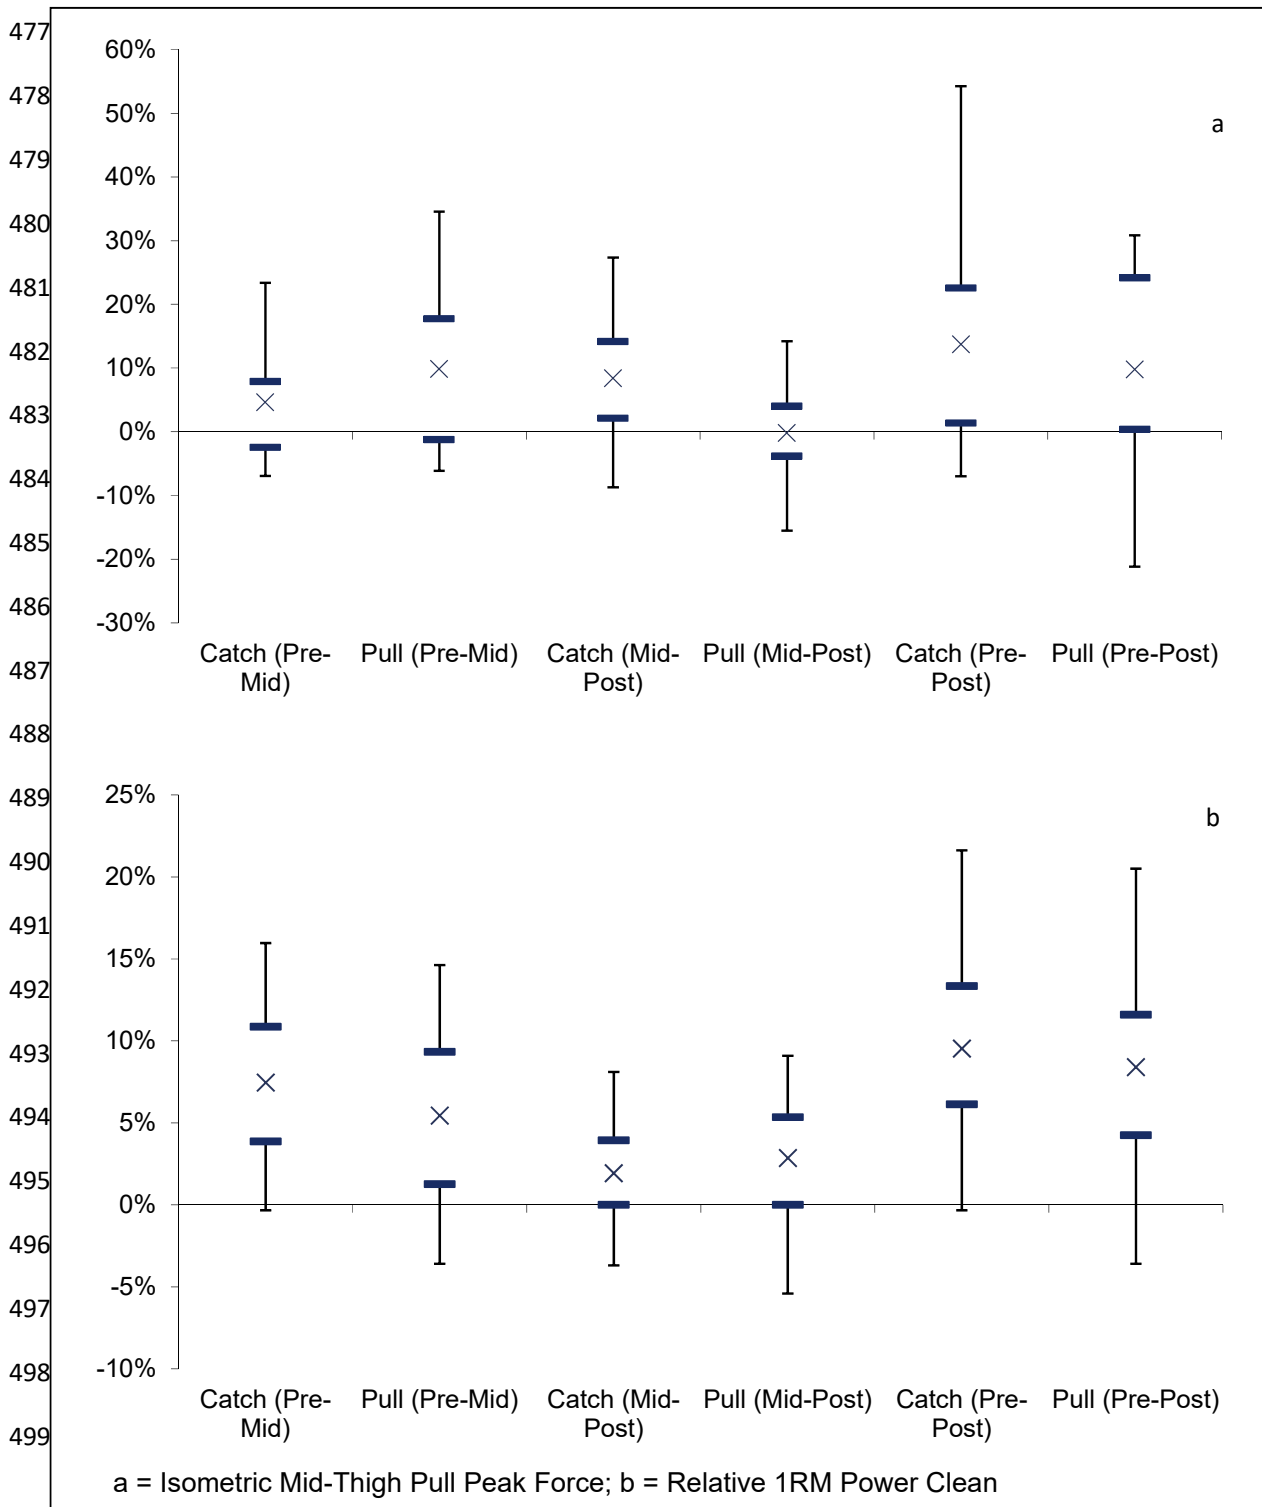 477
478
479
480
481
482
483
484
485
486
487
488
489
490
491
492
493
494
495
496
497
498
499
60%
50%
40%
30%
20%
10%
0%
-10%
-20%
-30%
a
Catch (Pre-
Mid)
Pull (Pre-Mid)
Catch (Mid-
Post)
Pull (Mid-Post)
Catch (Pre-
Post)
Pull (Pre-Post)
25%
20%
15%
10%
5%
0%
-5%
-10%
b
Catch (Pre-
Mid)
Pull (Pre-Mid)
Catch (Mid-
Post)
Pull (Mid-Post)
Catch (Pre-
Post)
Pull (Pre-Post)
a = Isometric Mid-Thigh Pull Peak Force; b = Relative 1RM Power Clean